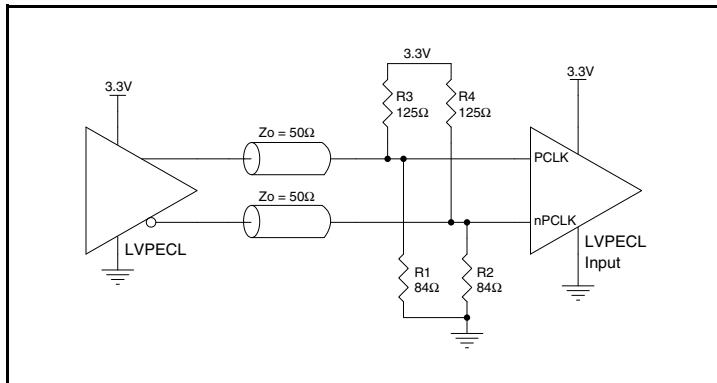 3.3V
3.3V
3.3V
R3
125Ω
R4
125Ω
Zo = 50Ω
PCLK
Zo = 50Ω
nPCLK
LVPECL
LVPECL
Input
R1
84Ω
R2
84Ω